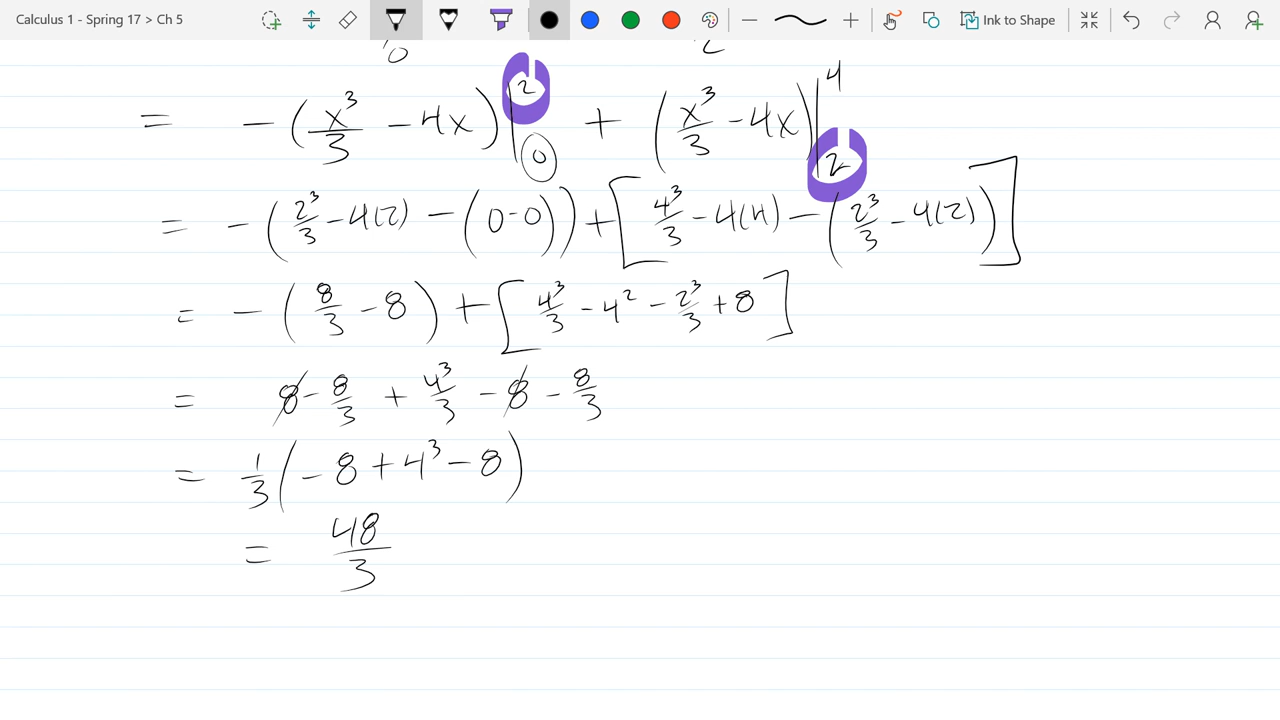 Calculus 1 - Spring 17 > Ch 5
Ink to Shape
0 2
= - (x³/3 - 4x) |₀² + (x³/3 - 4x) |₂⁴
= - (2³/3 - 4(2) - (0-0)) + [4³/3 - 4(4) - (2³/3 - 4(2))]
= - (8/3 - 8) + [4³/3 - 4² - 2³/3 + 8]
= 8 - 8/3 + 4³/3 - 8 - 8/3
= 1/3 (-8 + 4³ - 8)
= 48/3